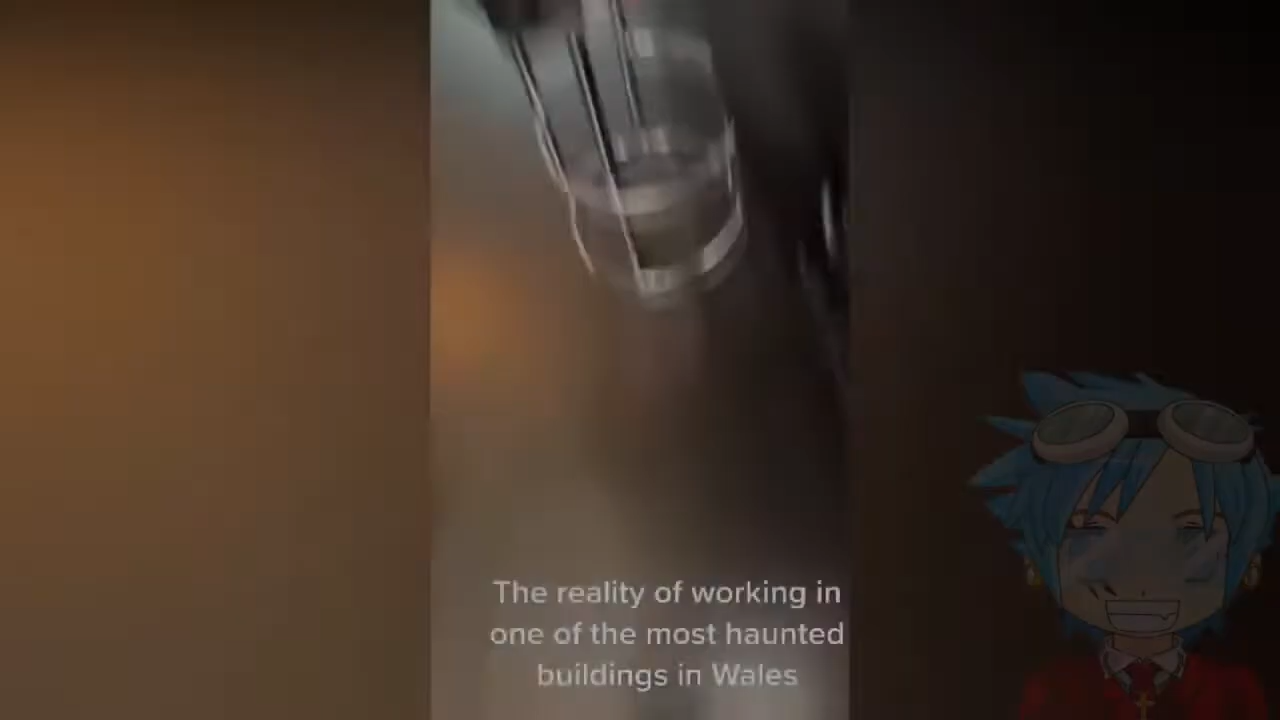 The reality of working in
one of the most haunted
buildings in Wales